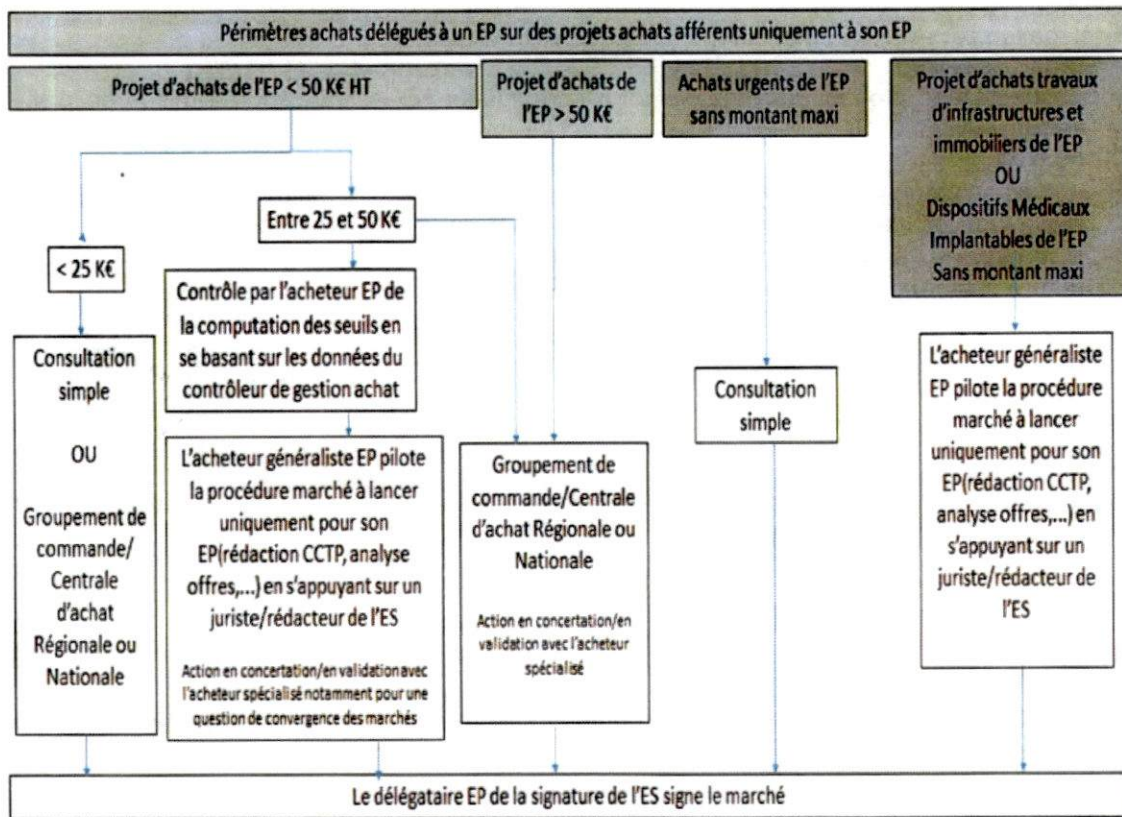 Périmètres achats délégués à un EP sur des projets achats afférents uniquement à son EP
Projet d'achats de l'EP < 50 K€ HT
Projet d'achats de
l'EP > 50 K€
Achats urgents de l'EP
sans montant maxi
Projet d'achats travaux
d'infrastructures et
immobiliers de l'EP
OU
Dispositifs Médicaux
Implantables de l'EP
Sans montant maxi
< 25 K€
Entre 25 et 50 K€
Consultation
simple
OU
Groupement de
commande/
Centrale
d'achat
Régionale ou
Nationale
Contrôle par l'acheteur EP de
la computation des seuils en
se basant sur les données du
contrôleur de gestion achat
L'acheteur généraliste EP pilote
la procédure marché à lancer
uniquement pour son
EP(rédaction CCTP, analyse
offres,...) en s'appuyant sur un
juriste/rédacteur de l'ES
Action en concertation/en validation avec
l'acheteur spécialisé notamment pour une
question de convergence des marchés
Groupement de
commande/Centrale
d'achat Régionale ou
Nationale
Action en concertation/en
validation avec l'acheteur
spécialisé
Consultation
simple
L'acheteur généraliste
EP pilote la procédure
marché à lancer
uniquement pour son
EP(rédaction CCTP,
analyse offres,...) en
s'appuyant sur un
juriste/rédacteur de
l'ES
Le délégataire EP de la signature de l'ES signe le marché